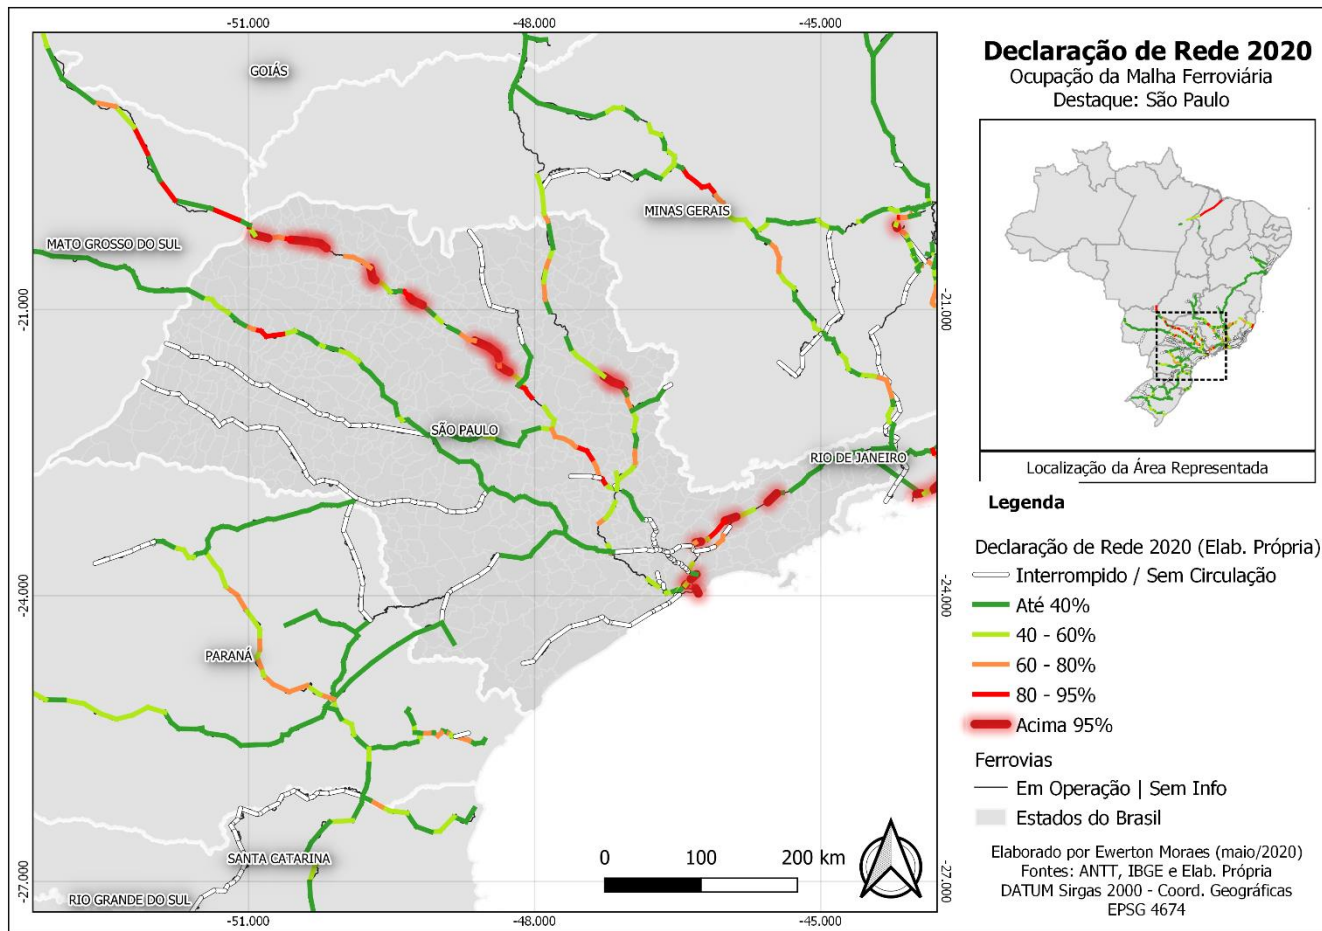 -51.000
-48.000
-45.000
GOIÁS
MINAS GERAIS
MATO GROSSO DO SUL
-21.000
-21.000
SÃO PAULO
RIO DE JANEIRO
-24.000
-24.000
PARANÁ
SANTA CATARINA
RIO GRANDE DO SUL
0
100
200 km
-27.000
-27.000
-51.000
-48.000
-45.000
Declaração de Rede 2020
Ocupação da Malha Ferroviária
Destaque: São Paulo
Localização da Área Representada
Legenda
Declaração de Rede 2020 (Elab. Própria)
Interrompido / Sem Circulação
Até 40%
40 - 60%
60 - 80%
80 - 95%
Acima 95%
Ferrovias
Em Operação | Sem Info
Estados do Brasil
Elaborado por Ewerton Moraes (maio/2020)
Fontes: ANTT, IBGE e Elab. Própria
DATUM Sirgas 2000 - Coord. Geográficas
EPSG 4674